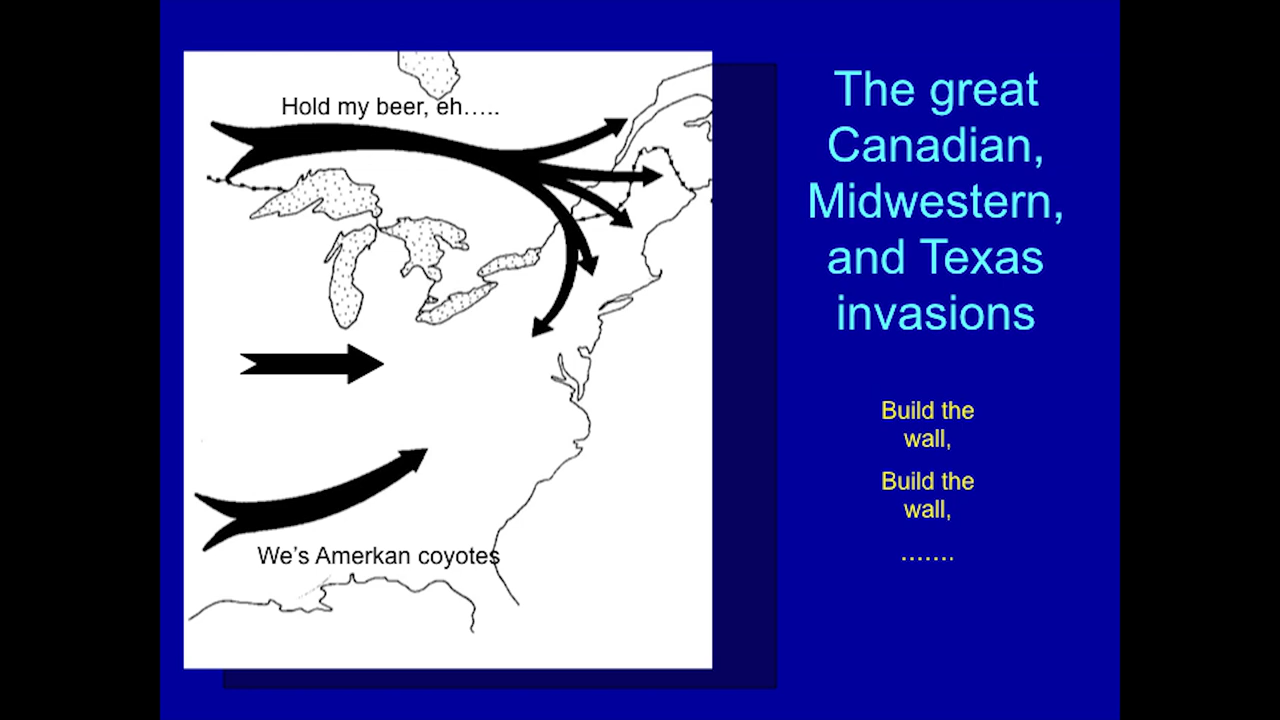 Hold my beer, eh…..
We’s Amerkan coyotes
The great
Canadian,
Midwestern,
and Texas
invasions
Build the
wall,
Build the
wall,
…….